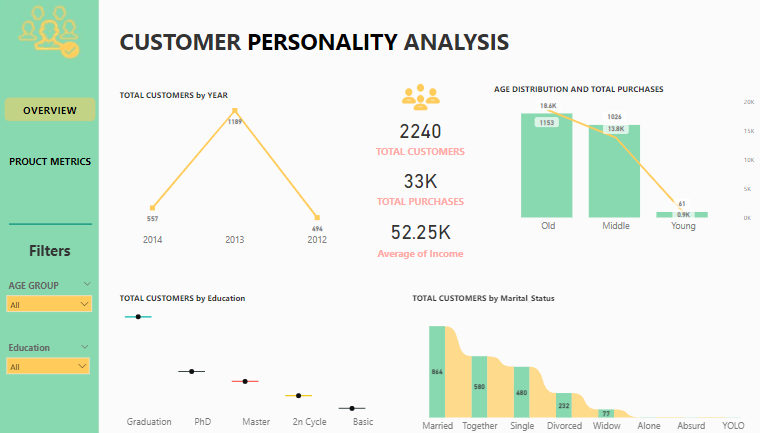 CUSTOMER PERSONALITY ANALYSIS
OVERVIEW
PROUCT METRICS
Filters
AGE GROUP
All
Education
All
TOTAL CUSTOMERS by YEAR
1189
557
494
2014 2013 2012
2240
TOTAL CUSTOMERS
33K
TOTAL PURCHASES
52.25K
Average of Income
AGE DISTRIBUTION AND TOTAL PURCHASES
18.6K
1153
1026
13.8K
61
0.9K
20K
15K
10K
5K
0K
Old Middle Young
TOTAL CUSTOMERS by Education
Graduation PhD Master 2n Cycle Basic
TOTAL CUSTOMERS by Marital_Status
864
580
480
232
77
Married Together Single Divorced Widow Alone Absurd YOLO